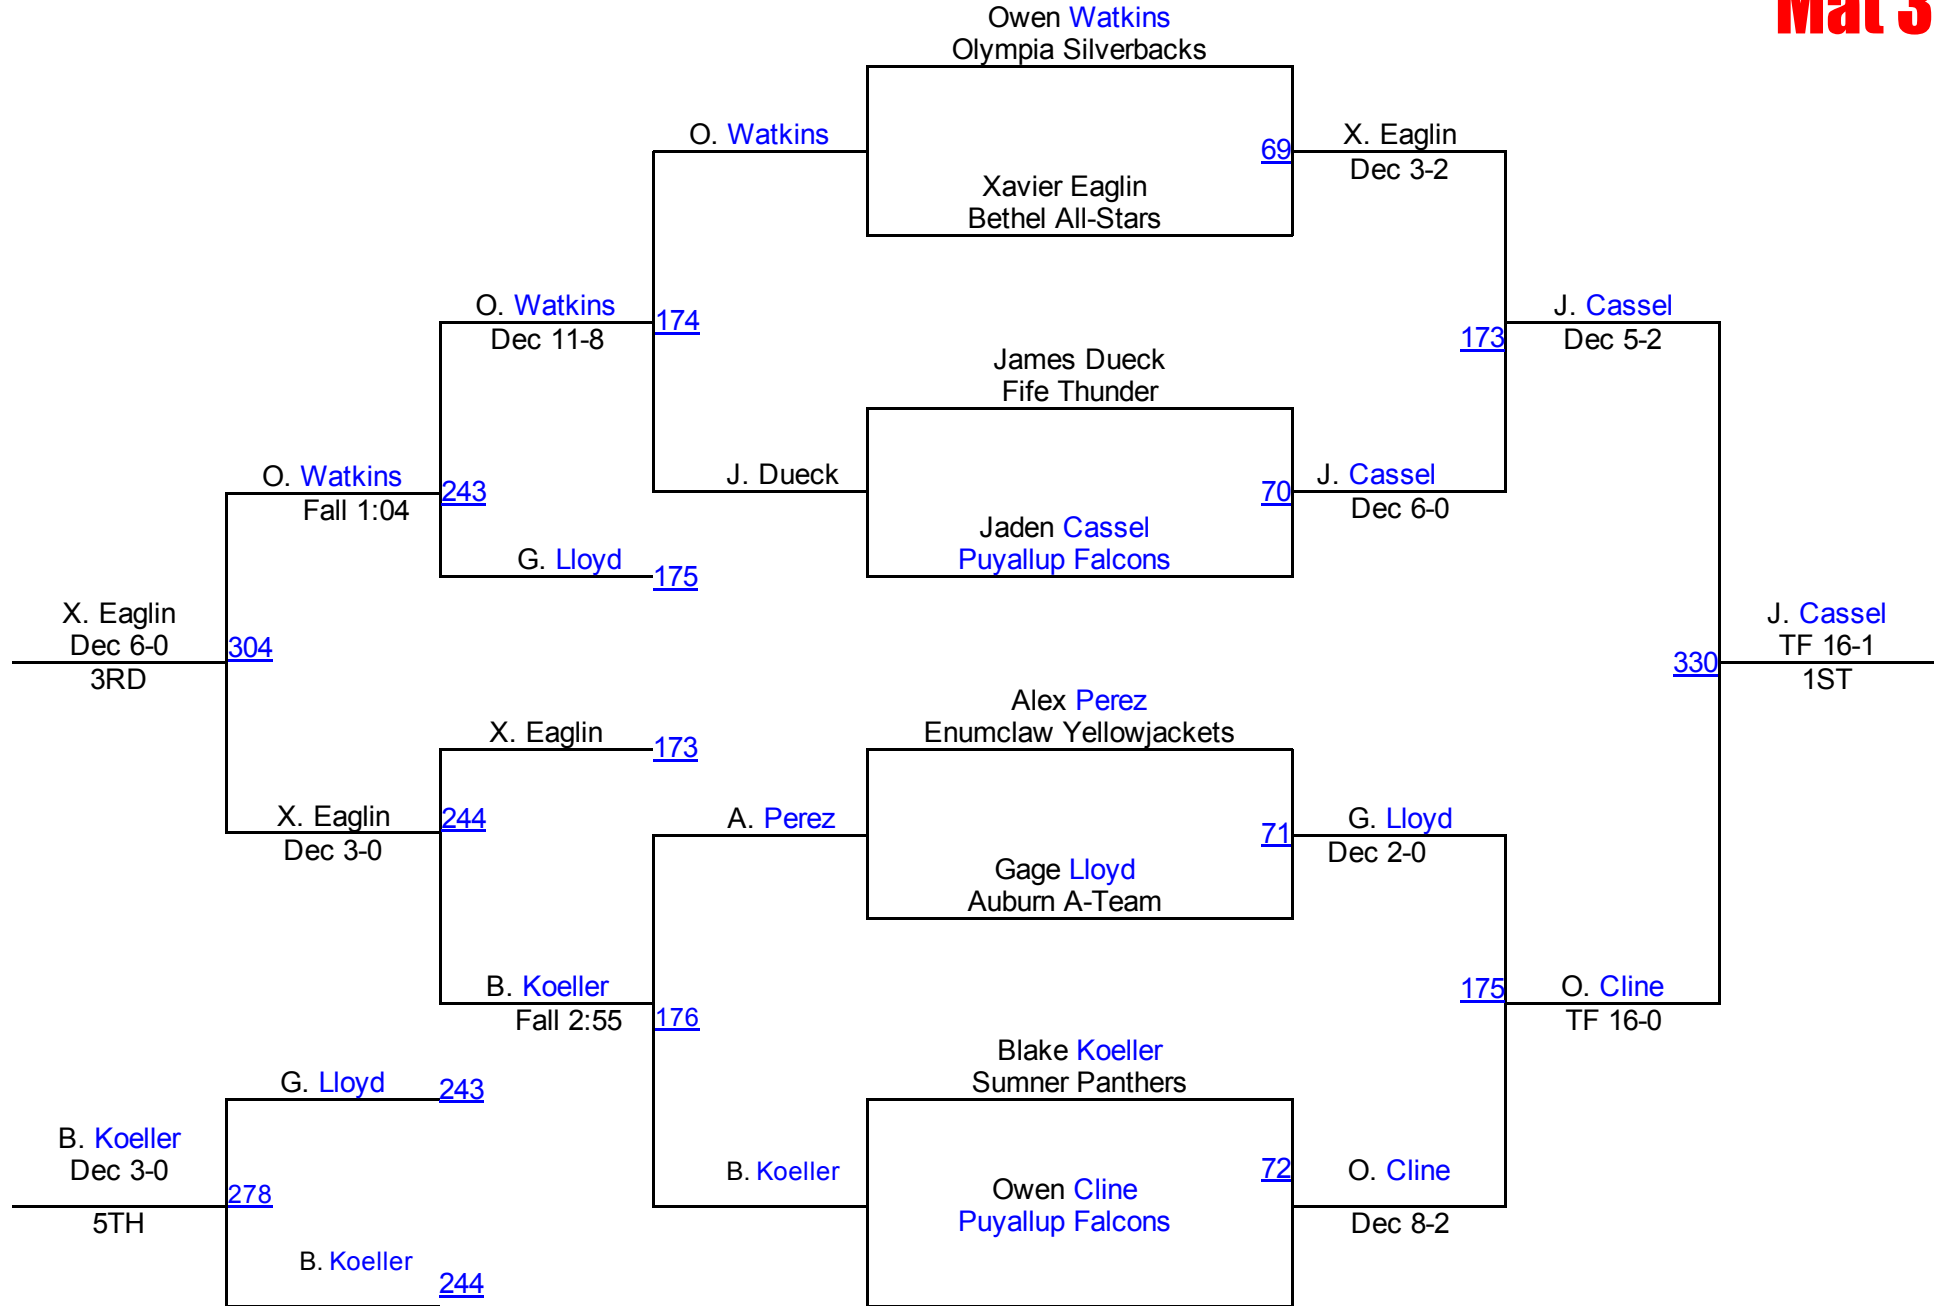 Mat 3
Owen Watkins
Olympia Silverbacks
O. Watkins
69
X. Eaglin
Dec 3-2
Xavier Eaglin
Bethel All-Stars
O. Watkins
Dec 11-8
174
173
J. Cassel
Dec 5-2
James Dueck
Fife Thunder
O. Watkins
Fall 1:04
243
J. Dueck
70
J. Cassel
Dec 6-0
Jaden Cassel
Puyallup Falcons
G. Lloyd
175
X. Eaglin
Dec 6-0
3RD
304
330
J. Cassel
TF 16-1
1ST
Alex Perez
Enumclaw Yellowjackets
X. Eaglin
173
X. Eaglin
Dec 3-0
244
A. Perez
71
G. Lloyd
Dec 2-0
Gage Lloyd
Auburn A-Team
B. Koeller
Fall 2:55
176
175
O. Cline
TF 16-0
Blake Koeller
Sumner Panthers
G. Lloyd
243
B. Koeller
Dec 3-0
5TH
278
B. Koeller
72
O. Cline
Dec 8-2
Owen Cline
Puyallup Falcons
B. Koeller
244